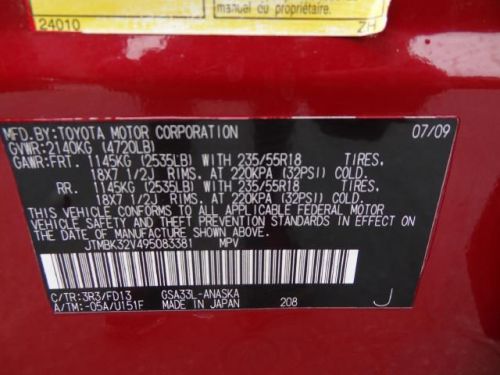 manuel du propriétaire.
24010 ZH
MFD.BY:TOYOTA MOTOR CORPORATION 07/09
GVWR:2140KG (4720LB)
GAWR:FRT. 1145KG (2535LB) WITH 235/55R18 TIRES.
18X7 1/2J RIMS. AT 220KPA (32PSI) COLD.
RR. 1145KG (2535LB) WITH 235/55R18 TIRES.
18X7 1/2J RIMS. AT 220KPA (32PSI) COLD.
THIS VEHICLE CONFORMS TO ALL APPLICABLE FEDERAL MOTOR
VEHICLE SAFETY, BUMPER, AND
THEFT PREVENTION STANDARDS IN EFFECT ON
THE DATE OF MANUFACTURE SHOWN ABOVE.
JTMBK32V495083381 MPV
C/TR:3R3/FD13 GSA33L-ANASKA
A/TM:-05A/U151F MADE IN JAPAN 208 J